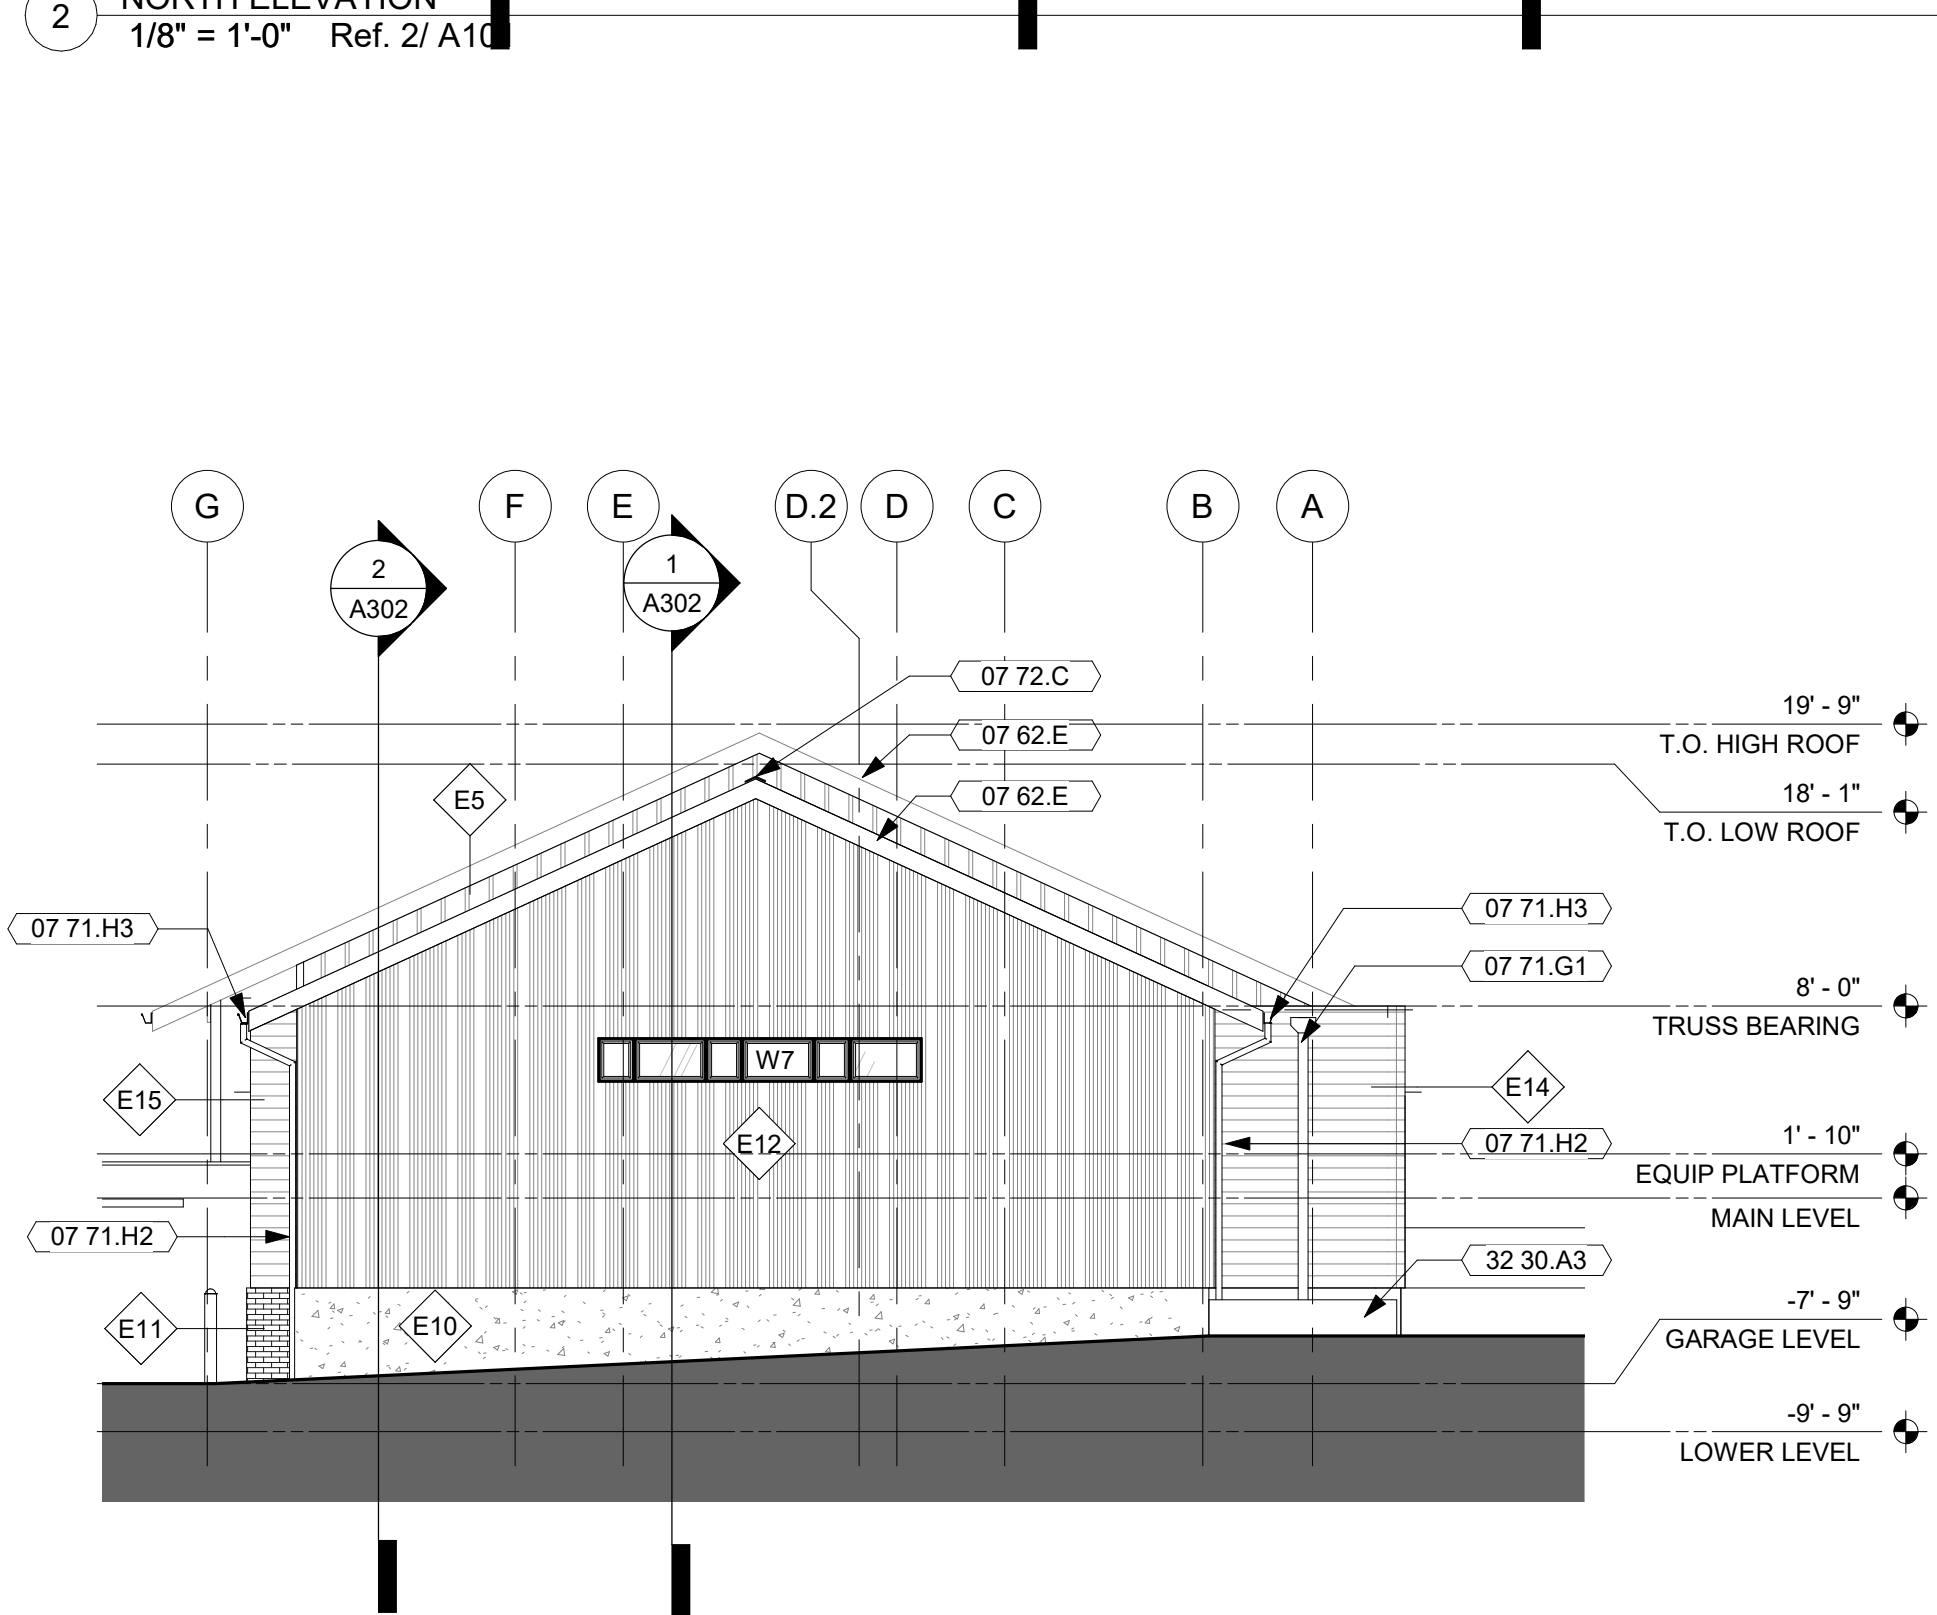 NORTH ELEVATION
2
1/8" = 1'-0" Ref. 2/ A10
G
F
E
D.2
D
C
B
A
2
A302
1
A302
07 72.C
19' - 9"
07 62.E
T.O. HIGH ROOF
E5
07 62.E
18' - 1"
T.O. LOW ROOF
07 71.H3
07 71.H3
07 71.G1
8' - 0"
TRUSS BEARING
W7
E15
E14
E12
07 71.H2
1' - 10"
EQUIP PLATFORM
MAIN LEVEL
07 71.H2
32 30.A3
E11
E10
-7' - 9"
GARAGE LEVEL
-9' - 9"
LOWER LEVEL